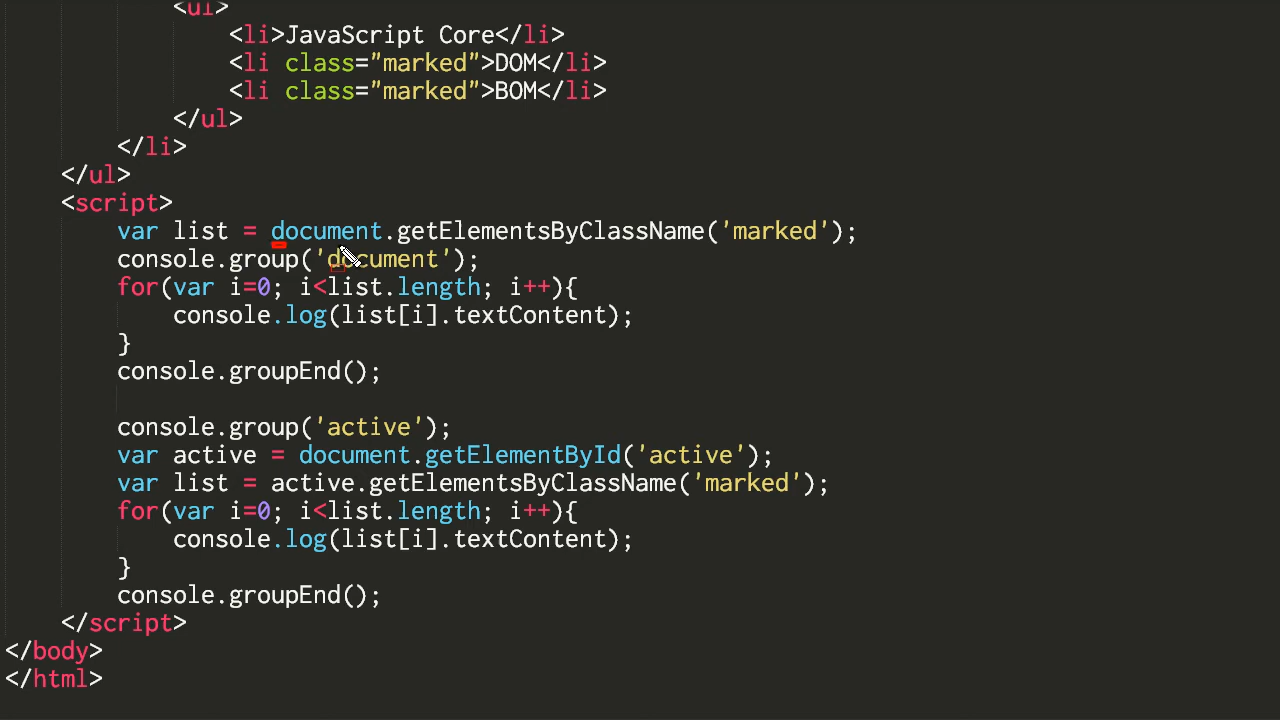 <ul>
<li>JavaScript Core</li>
<li class="marked">DOM</li>
<li class="marked">BOM</li>
</ul>
</li>
</ul>
<script>
var list = document.getElementsByClassName('marked');
console.group('document');
for(var i=0; i<list.length; i++){
console.log(list[i].textContent);
}
console.groupEnd();
console.group('active');
var active = document.getElementById('active');
var list = active.getElementsByClassName('marked');
for(var i=0; i<list.length; i++){
console.log(list[i].textContent);
}
console.groupEnd();
</script>
</body>
</html>